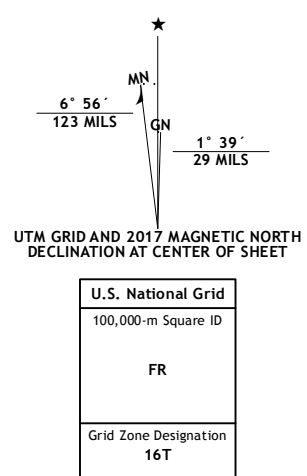 ★
MN
6° 56´
123 MILS
GN
1° 39´
29 MILS
UTM GRID AND 2017 MAGNETIC NORTH
DECLINATION AT CENTER OF SHEET
U.S. National Grid
100,000-m Square ID
FR
Grid Zone Designation
16T